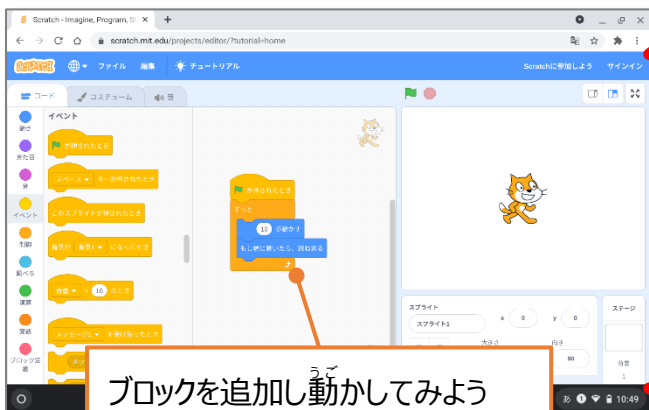 Scratch - Imagine, Program, Sh
scratch.mit.edu/projects/editor/?tutorial=home
SCRATCH ファイル 編集 チュートリアル Scratchに参加しよう サインイン
コード コスチューム 音
イベント
動き
見た目
音
イベント
制御
調べる
演算
変数
ブロック定義
が押されたとき
スペース キーが押されたとき
このスプライトが押されたとき
背景が 背景1 になったとき
音量 > 10 のとき
メッセージ1 を受け取ったとき
が押されたとき
ずっと
10 歩動かす
もし端に着いたら、跳ね返る
スプライト
スプライト1
x 0 y 0
大きさ 向き
90
ステージ
背景
1
ブロックを追加し動かしてみよう
うご
あ 10:49